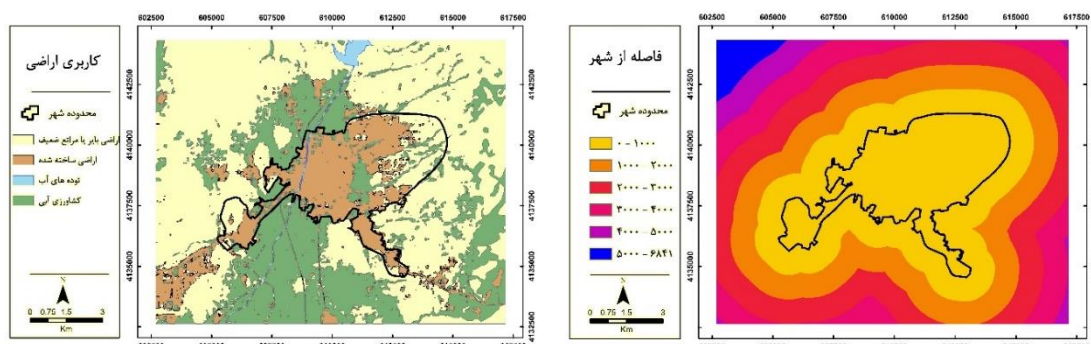 602500 605000 607500 610000 612500 615000 617500
کاربری اراضی
محدوده شهر
اراضی بایر یا مراتع ضعیف
اراضی ساخته شده
توده های آب
کشاورزی آبی
N
0 0.75 1.5 3
Km
4142500
4140000
4137500
4135000
4132500
602500 605000 607500 610000 612500 615000 617500
فاصله از شهر
محدوده شهر
۰ - ۱۰۰۰
۱۰۰۰ - ۲۰۰۰
۲۰۰۰ - ۳۰۰۰
۳۰۰۰ - ۴۰۰۰
۴۰۰۰ - ۵۰۰۰
۵۰۰۰ - ۶۸۴۱
N
0 0.75 1.5 3
Km
4142500
4140000
4137500
4135000
4132500